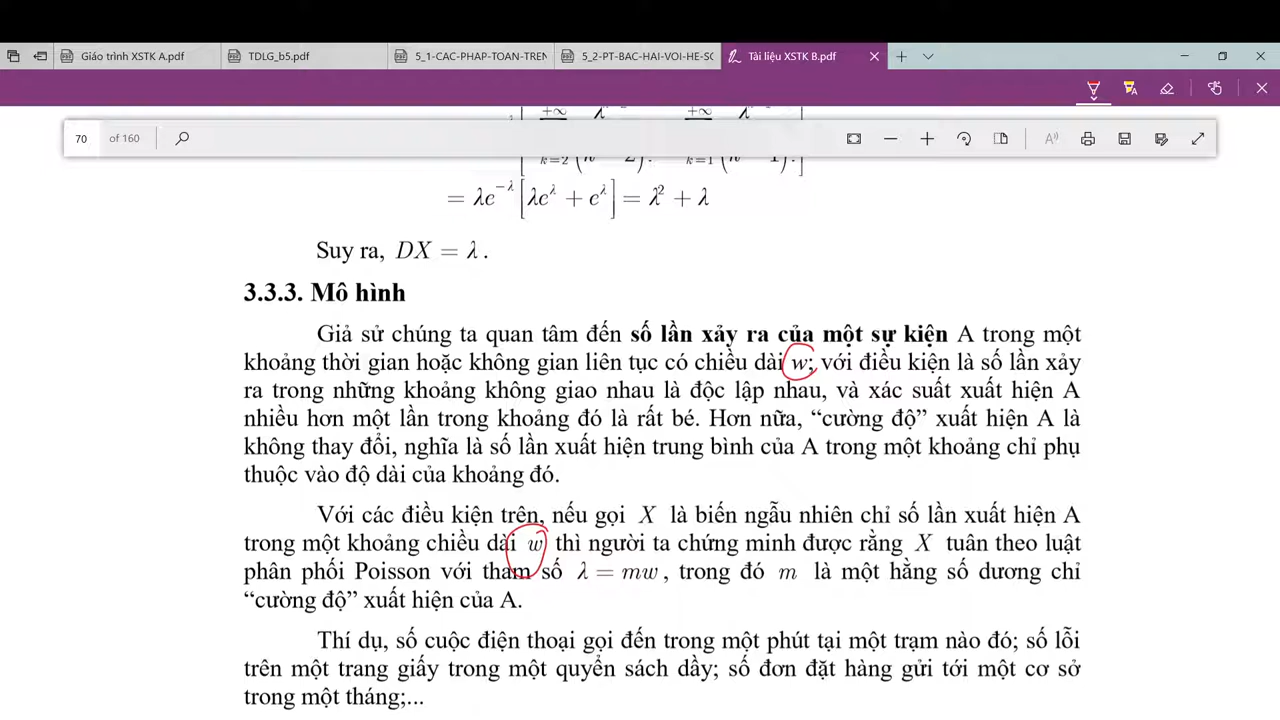 Giáo trình XSTK A.pdf
TDLG_b5.pdf
5_1-CAC-PHAP-TOAN-TREN
5_2-PT-BAC-HAI-VOI-HE-SC
Tài liệu XSTK B.pdf
70 of 160
= λe^{−λ}[λe^λ + e^λ] = λ² + λ
Suy ra, DX = λ.
3.3.3. Mô hình
Giả sử chúng ta quan tâm đến số lần xảy ra của một sự kiện A trong một
khoảng thời gian hoặc không gian liên tục có chiều dài w; với điều kiện là số lần xảy
ra trong những khoảng không giao nhau là độc lập nhau, và xác suất xuất hiện A
nhiều hơn một lần trong khoảng đó là rất bé. Hơn nữa, “cường độ” xuất hiện A là
không thay đổi, nghĩa là số lần xuất hiện trung bình của A trong một khoảng chỉ phụ
thuộc vào độ dài của khoảng đó.
Với các điều kiện trên, nếu gọi X là biến ngẫu nhiên chỉ số lần xuất hiện A
trong một khoảng chiều dài w thì người ta chứng minh được rằng X tuân theo luật
phân phối Poisson với tham số λ = mw, trong đó m là một hằng số dương chỉ
“cường độ” xuất hiện của A.
Thí dụ, số cuộc điện thoại gọi đến trong một phút tại một trạm nào đó; số lỗi
trên một trang giấy trong một quyển sách dầy; số đơn đặt hàng gửi tới một cơ sở
trong một tháng;...